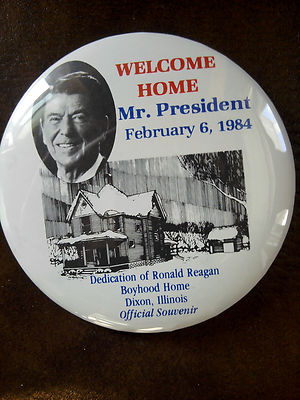 WELCOME
HOME
Mr. President
February 6, 1984
Dedication of Ronald Reagan
Boyhood Home
Dixon, Illinois
Official Souvenir